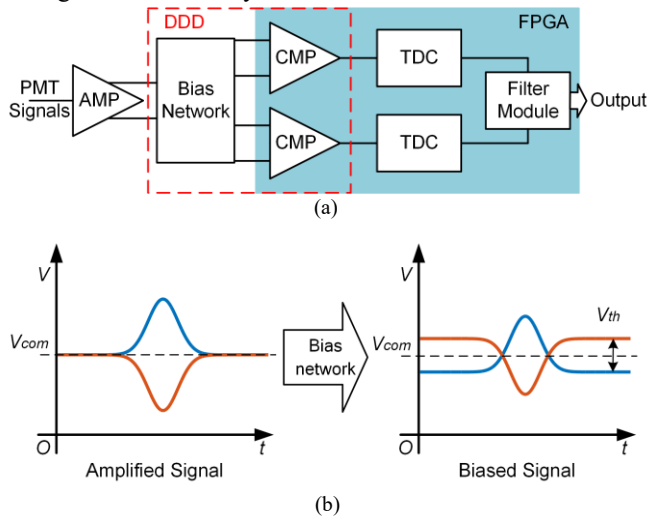 DDD
FPGA
PMT
Signals
AMP
Bias
Network
CMP
TDC
CMP
TDC
Filter
Module
Output
(a)
V
Vcom
O
t
Amplified Signal
Bias
network
V
Vcom
Vth
O
t
Biased Signal
(b)